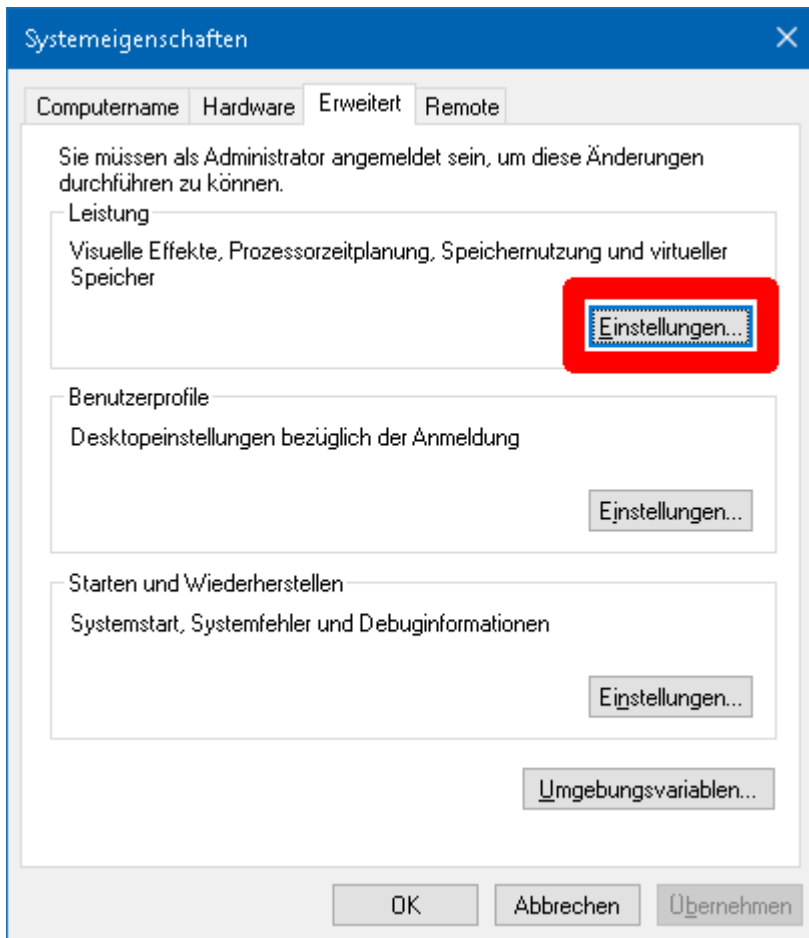 Systemeigenschaften
Computername Hardware Erweitert Remote
Sie müssen als Administrator angemeldet sein, um diese Änderungen
durchführen zu können.
Leistung
Visuelle Effekte, Prozessorzeitplanung, Speichernutzung und virtueller
Speicher
Einstellungen...
Benutzerprofile
Desktopeinstellungen bezüglich der Anmeldung
Einstellungen...
Starten und Wiederherstellen
Systemstart, Systemfehler und Debuginformationen
Einstellungen...
Umgebungsvariablen...
OK Abbrechen Übernehmen